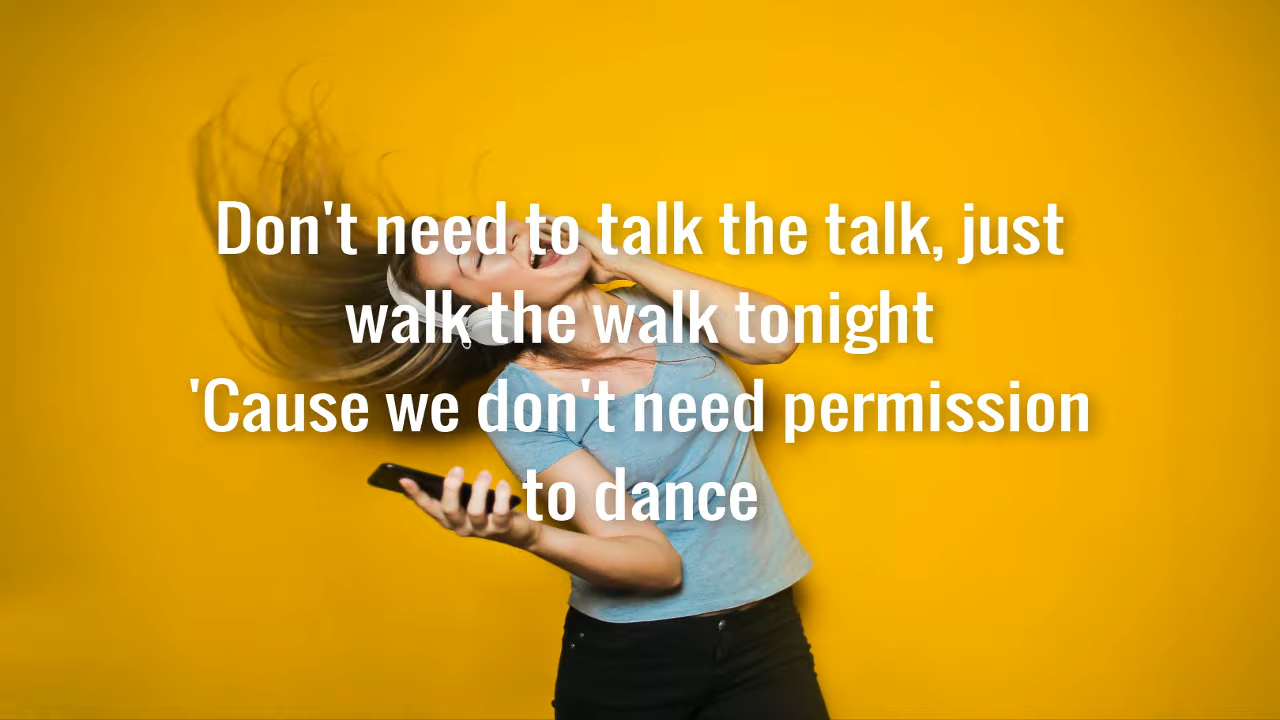 Don't need to talk the talk, just
walk the walk tonight
'Cause we don't need permission
to dance